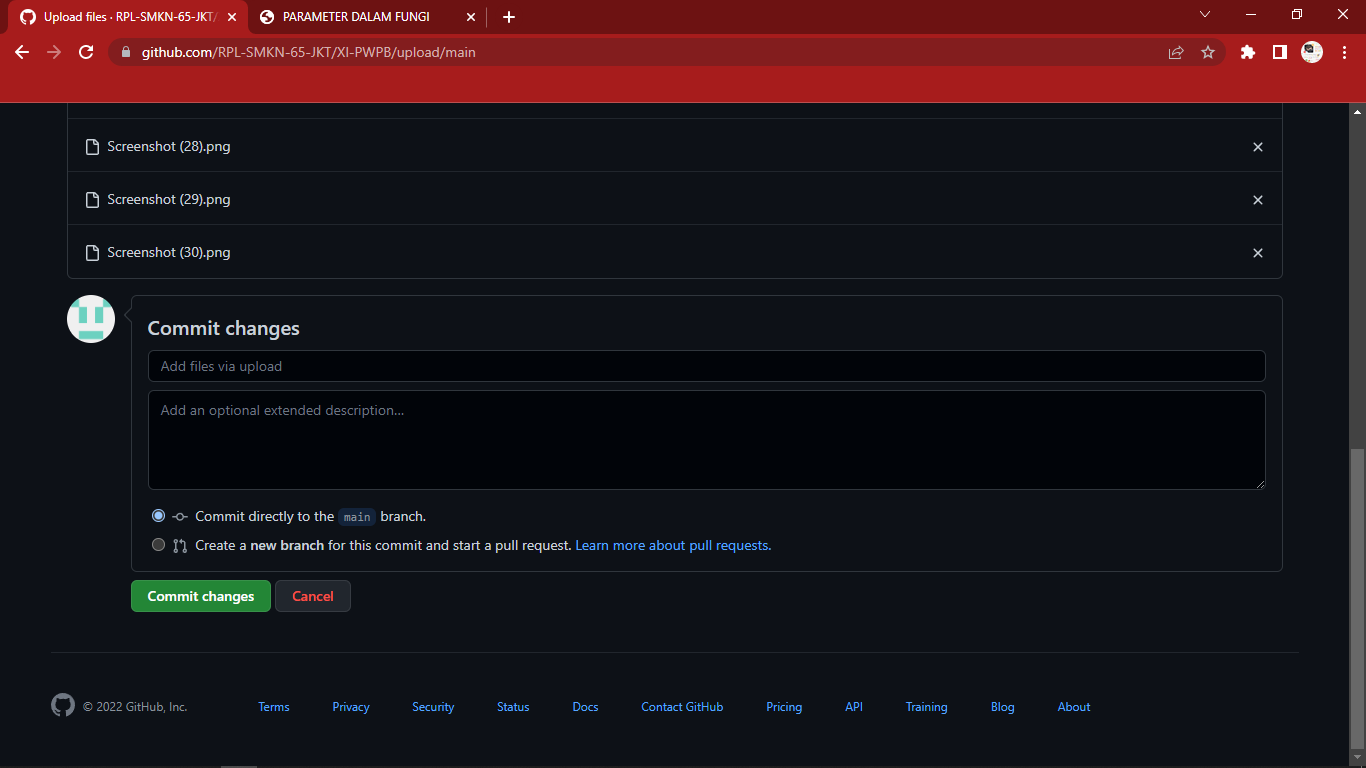 Upload files · RPL-SMKN-65-JKT/
PARAMETER DALAM FUNGI
github.com/RPL-SMKN-65-JKT/XI-PWPB/upload/main
Screenshot (28).png
Screenshot (29).png
Screenshot (30).png
Commit changes
Add files via upload
Add an optional extended description...
Commit directly to the main branch.
Create a new branch for this commit and start a pull request. Learn more about pull requests.
Commit changes Cancel
© 2022 GitHub, Inc. Terms Privacy Security Status Docs Contact GitHub Pricing API Training Blog About